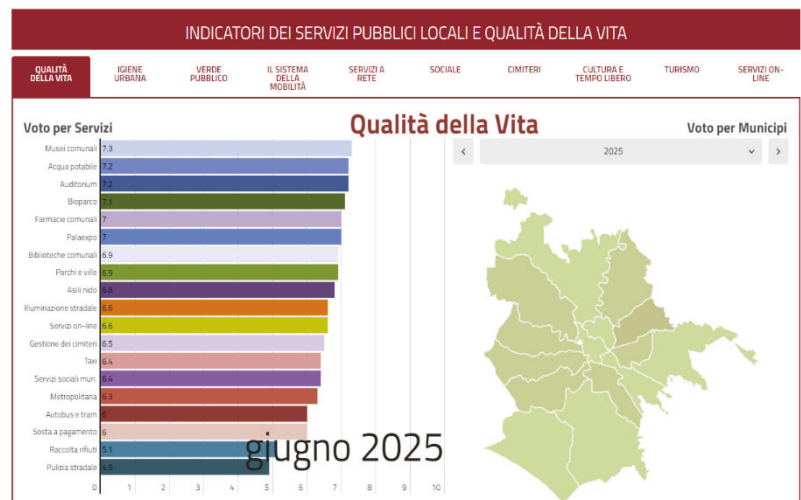 INDICATORI DEI SERVIZI PUBBLICI LOCALI E QUALITÀ DELLA VITA
QUALITÀ DELLA VITA
IGIENE URBANA
VERDE PUBBLICO
IL SISTEMA DELLA MOBILITÀ
SERVIZI A RETE
SOCIALE
CIMITERI
CULTURA E TEMPO LIBERO
TURISMO
SERVIZI ON-LINE
Qualità della Vita
Voto per Servizi
Voto per Municipi
2025
Musei comunali 7.3
Acqua potabile 7.2
Auditorium 7.2
Bioparco 7.1
Farmacie comunali 7
Palaexpo 7
Biblioteche comunali 6.9
Parchi e ville 6.9
Asili nido 6.8
Illuminazione stradale 6.6
Servizi on-line 6.6
Gestione dei cimiteri 6.5
Taxi 6.4
Servizi sociali mun. 6.4
Metropolitana 6.3
Autobus e tram 6
Sosta a pagamento 6
Raccolta rifiuti 5.1
Pulizia stradale 4.9
giugno 2025
0 1 2 3 4 5 6 7 8 9 10